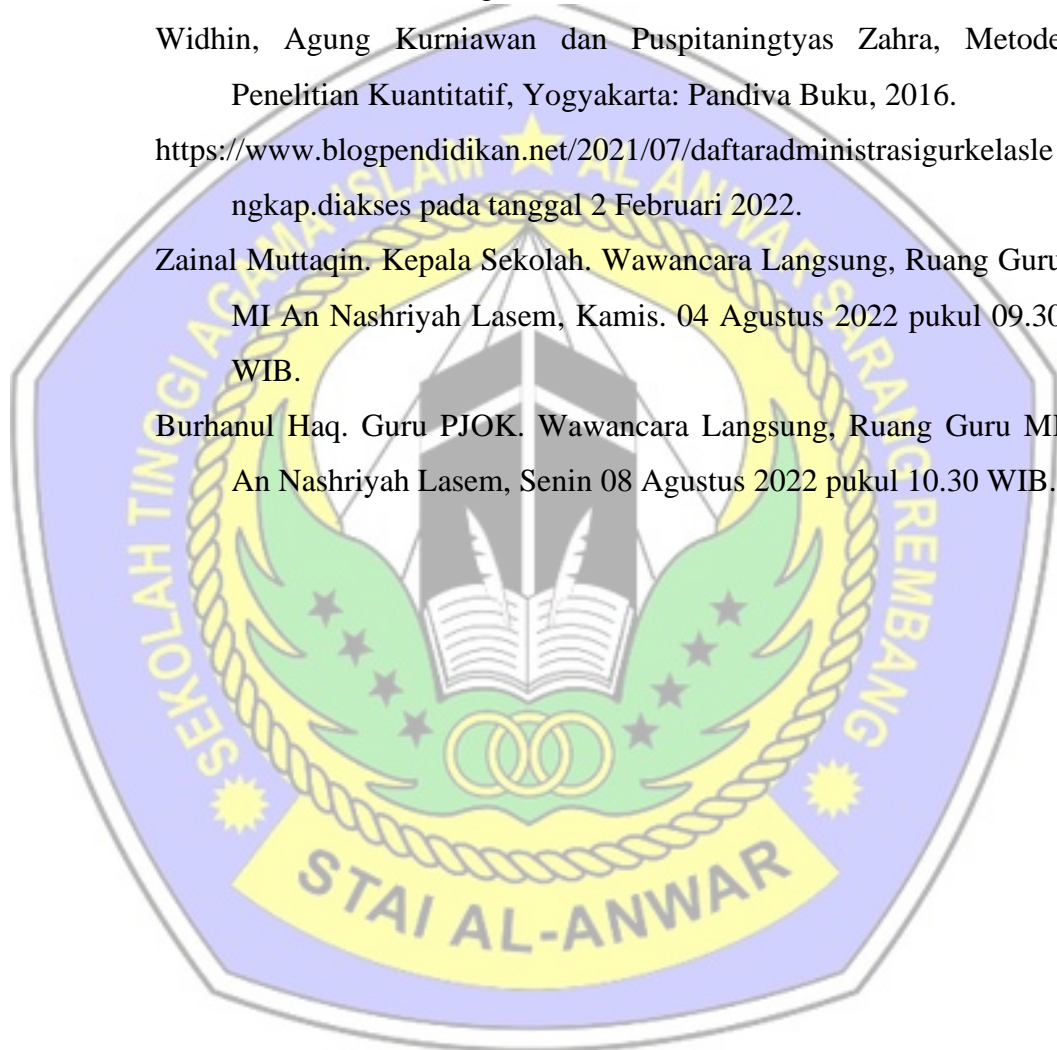 Widhin, Agung Kurniawan dan Puspitaningtyas Zahra, Metode
Penelitian Kuantitatif, Yogyakarta: Pandiva Buku, 2016.
https://www.blogpendidikan.net/2021/07/daftaradministrasigurkelasle
ngkap.diakses pada tanggal 2 Februari 2022.
Zainal Muttaqin. Kepala Sekolah. Wawancara Langsung, Ruang Guru
MI An Nashriyah Lasem, Kamis. 04 Agustus 2022 pukul 09.30
WIB.
Burhanul Haq. Guru PJOK. Wawancara Langsung, Ruang Guru MI
An Nashriyah Lasem, Senin 08 Agustus 2022 pukul 10.30 WIB.
SEKOLAH TINGGI AGAMA ISLAM AL ANWAR SARANG REMBANG
STAI AL-ANWAR